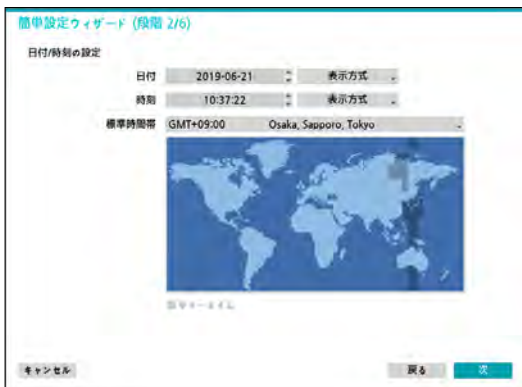 簡単設定ウィザード (段階 2/6)
日付/時刻の設定
日付 2019-06-21 表示方式
時刻 10:37:22 表示方式
標準時間帯 GMT+09:00 Osaka, Sapporo, Tokyo
キャンセル 戻る 次